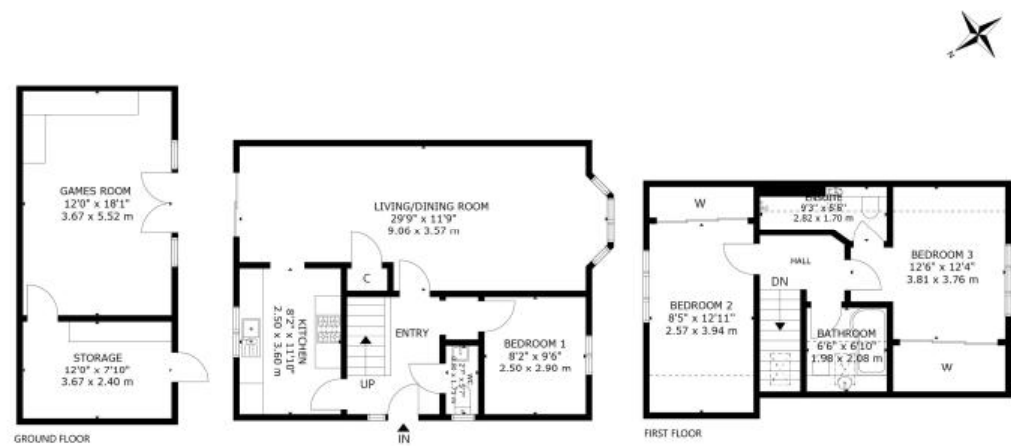 N
GAMES ROOM
12'0" x 18'1"
3.67 x 5.52 m
STORAGE
12'0" x 7'10"
3.67 x 2.40 m
GROUND FLOOR
LIVING/DINING ROOM
29'9" x 11'9"
9.06 x 3.57 m
C
KITCHEN
8'2" x 11'10"
2.50 x 3.60 m
ENTRY
UP
WC
BEDROOM 1
8'2" x 9'6"
2.50 x 2.90 m
IN
W
ENSUITE
2.82 x 1.70 m
HALL
DN
BEDROOM 3
12'6" x 12'4"
3.81 x 3.76 m
BEDROOM 2
8'5" x 12'11"
2.57 x 3.94 m
BATHROOM
6'6" x 6'10"
1.98 x 2.08 m
W
FIRST FLOOR